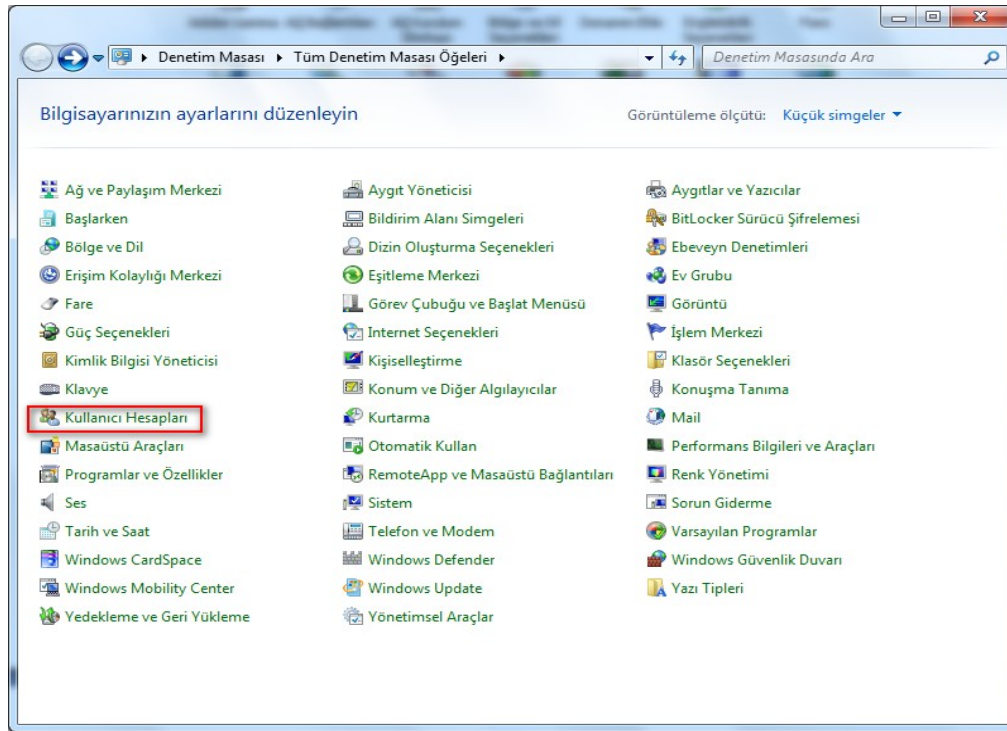 Denetim Masası Tüm Denetim Masası Öğeleri Denetim Masasında Ara
Bilgisayarınızın ayarlarını düzenleyin
Görüntüleme ölçütü: Küçük simgeler
Ağ ve Paylaşım Merkezi
Başlarken
Bölge ve Dil
Erişim Kolaylığı Merkezi
Fare
Güç Seçenekleri
Kimlik Bilgisi Yöneticisi
Klavye
Kullanıcı Hesapları
Masaüstü Araçları
Programlar ve Özellikler
Ses
Tarih ve Saat
Windows CardSpace
Windows Mobility Center
Yedekleme ve Geri Yükleme
Aygıt Yöneticisi
Bildirim Alanı Simgeleri
Dizin Oluşturma Seçenekleri
Eşitleme Merkezi
Görev Çubuğu ve Başlat Menüsü
Internet Seçenekleri
Kişiselleştirme
Konum ve Diğer Algılayıcılar
Kurtarma
Otomatik Kullan
RemoteApp ve Masaüstü Bağlantıları
Sistem
Telefon ve Modem
Windows Defender
Windows Update
Yönetimsel Araçlar
Aygıtlar ve Yazıcılar
BitLocker Sürücü Şifrelemesi
Ebeveyn Denetimleri
Ev Grubu
Görüntü
İşlem Merkezi
Klasör Seçenekleri
Konuşma Tanıma
Mail
Performans Bilgileri ve Araçları
Renk Yönetimi
Sorun Giderme
Varsayılan Programlar
Windows Güvenlik Duvarı
Yazı Tipleri